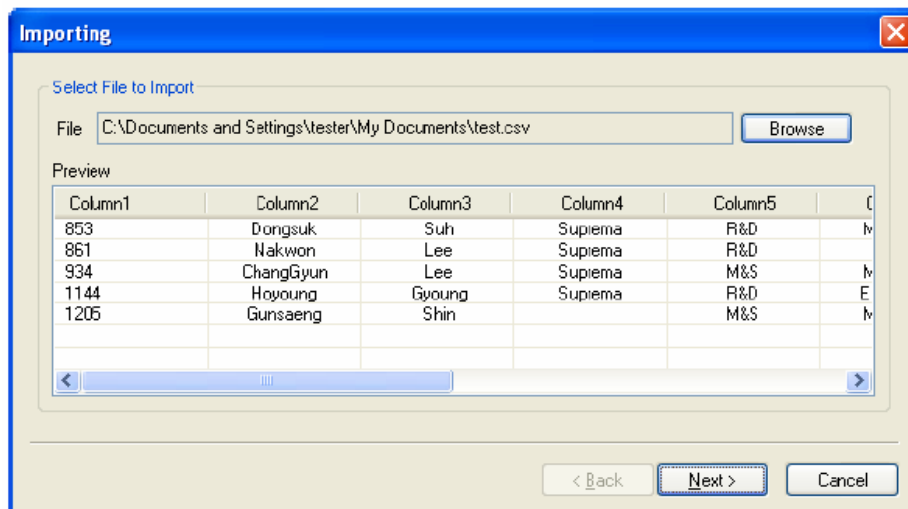 Importing
Select File to Import
File C:\Documents and Settings\tester\My Documents\test.csv Browse
Preview
Column1 Column2 Column3 Column4 Column5
853 Dongsuk Suh Suprema R&D
861 Nakwon Lee Suprema R&D
934 ChangGyun Lee Suprema M&S
1144 Hoyoung Gyoung Suprema R&D E
1205 Gunsaeng Shin M&S
< Back Next > Cancel